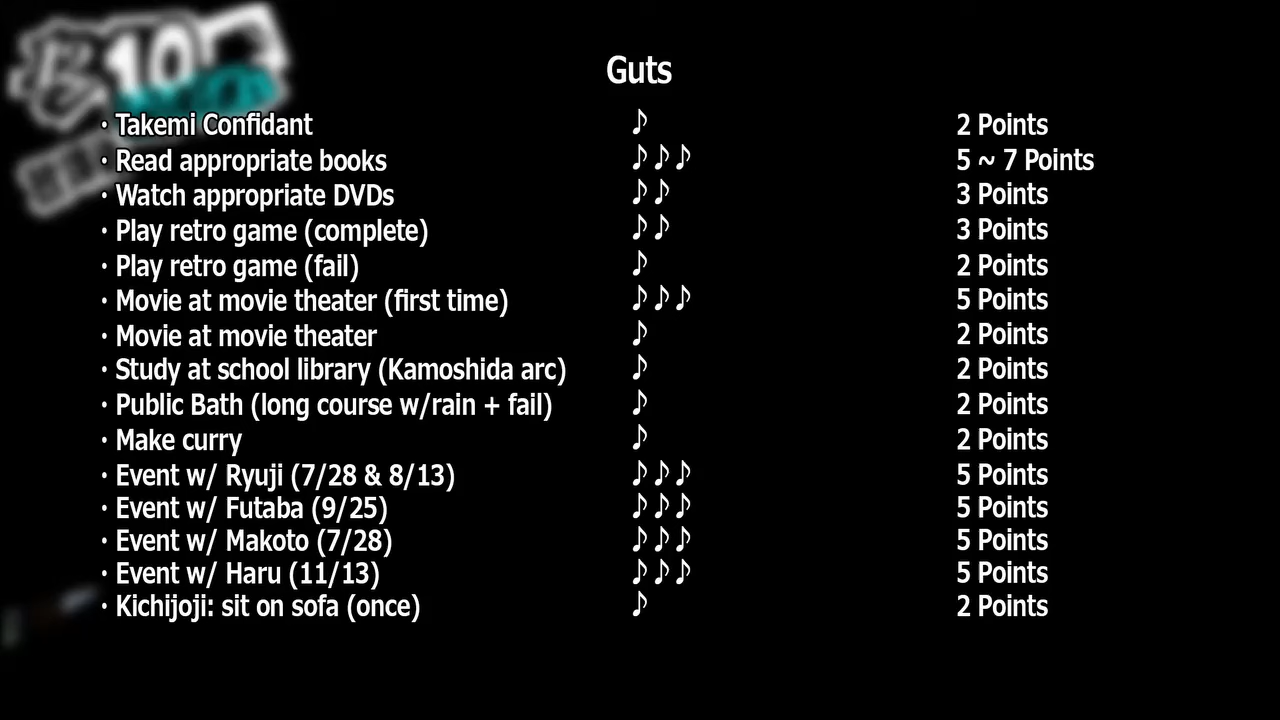 Guts
· Takemi Confidant ♪ 2 Points
· Read appropriate books ♪♪♪ 5 ~ 7 Points
· Watch appropriate DVDs ♪♪ 3 Points
· Play retro game (complete) ♪♪ 3 Points
· Play retro game (fail) ♪ 2 Points
· Movie at movie theater (first time) ♪♪♪ 5 Points
· Movie at movie theater ♪ 2 Points
· Study at school library (Kamoshida arc) ♪ 2 Points
· Public Bath (long course w/rain + fail) ♪ 2 Points
· Make curry ♪ 2 Points
· Event w/ Ryuji (7/28 & 8/13) ♪♪♪ 5 Points
· Event w/ Futaba (9/25) ♪♪♪ 5 Points
· Event w/ Makoto (7/28) ♪♪♪ 5 Points
· Event w/ Haru (11/13) ♪♪♪ 5 Points
· Kichijoji: sit on sofa (once) ♪ 2 Points